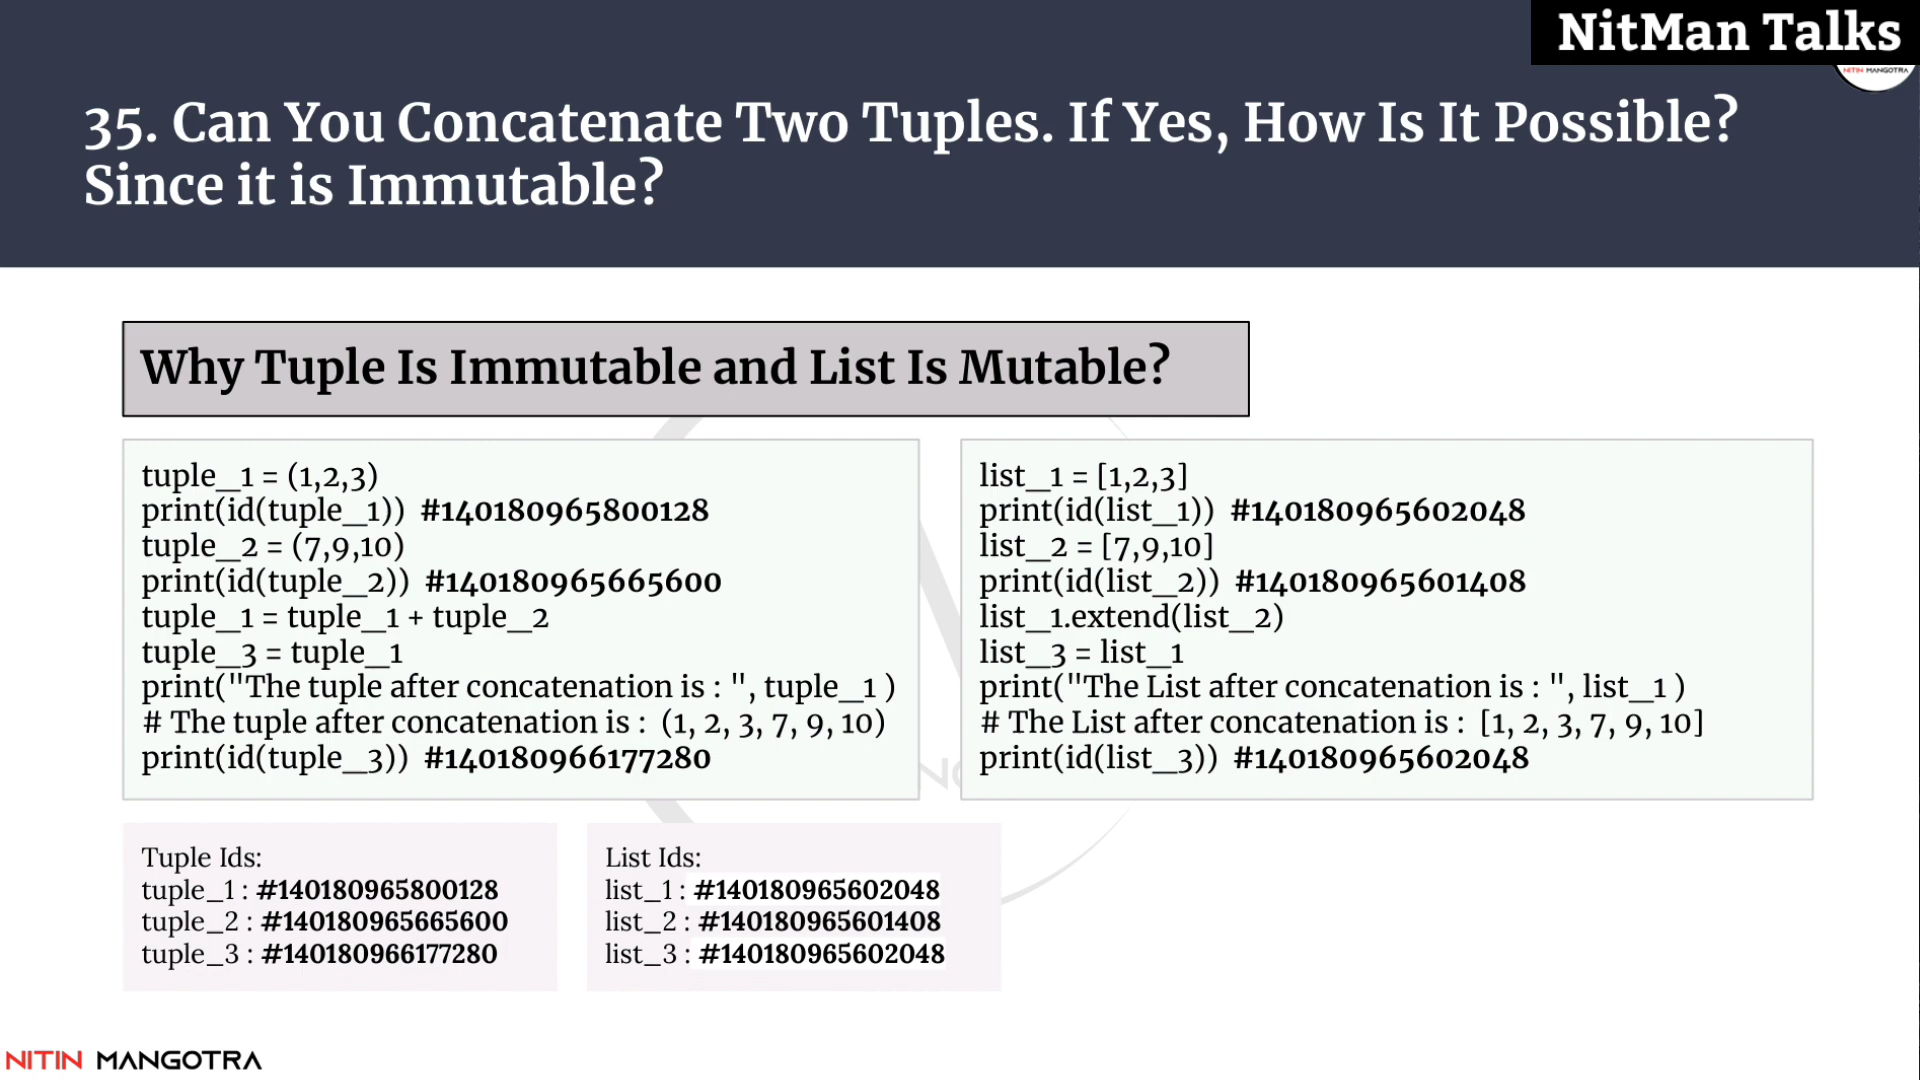 NitMan Talks
NITIN MANGOTRA
35. Can You Concatenate Two Tuples. If Yes, How Is It Possible?
Since it is Immutable?
Why Tuple Is Immutable and List Is Mutable?
tuple_1 = (1,2,3)
print(id(tuple_1)) #140180965800128
tuple_2 = (7,9,10)
print(id(tuple_2)) #140180965665600
tuple_1 = tuple_1 + tuple_2
tuple_3 = tuple_1
print("The tuple after concatenation is : ", tuple_1 )
# The tuple after concatenation is : (1, 2, 3, 7, 9, 10)
print(id(tuple_3)) #140180966177280
list_1 = [1,2,3]
print(id(list_1)) #140180965602048
list_2 = [7,9,10]
print(id(list_2)) #140180965601408
list_1.extend(list_2)
list_3 = list_1
print("The List after concatenation is : ", list_1 )
# The List after concatenation is : [1, 2, 3, 7, 9, 10]
print(id(list_3)) #140180965602048
Tuple Ids:
tuple_1 : #140180965800128
tuple_2 : #140180965665600
tuple_3 : #140180966177280
List Ids:
list_1 : #140180965602048
list_2 : #140180965601408
list_3 : #140180965602048
NITIN MANGOTRA